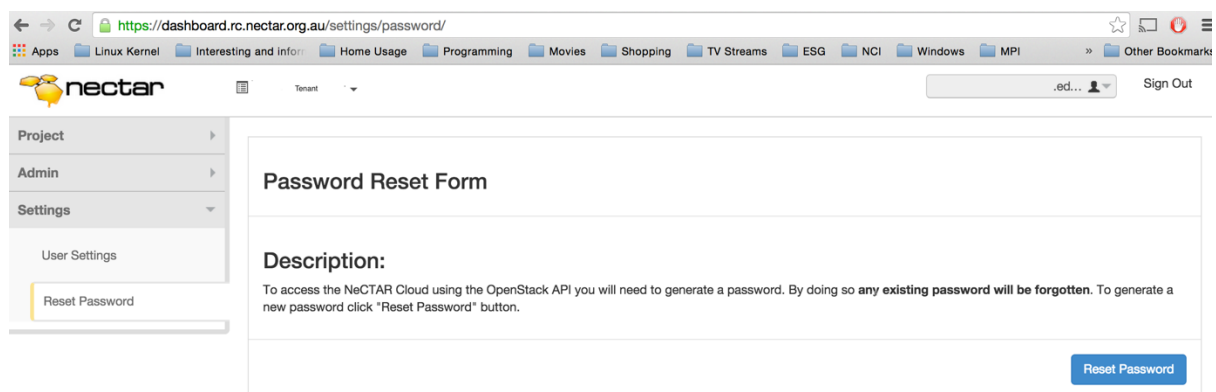 https://dashboard.rc.nectar.org.au/settings/password/
Apps Linux Kernel Interesting and infor Home Usage Programming Movies Shopping TV Streams ESG NCI Windows MPI » Other Bookmarks
nectar Tenant .ed... Sign Out
Project
Admin
Settings
User Settings
Reset Password
Password Reset Form
Description:
To access the NeCTAR Cloud using the OpenStack API you will need to generate a password. By doing so any existing password will be forgotten. To generate a
new password click "Reset Password" button.
Reset Password